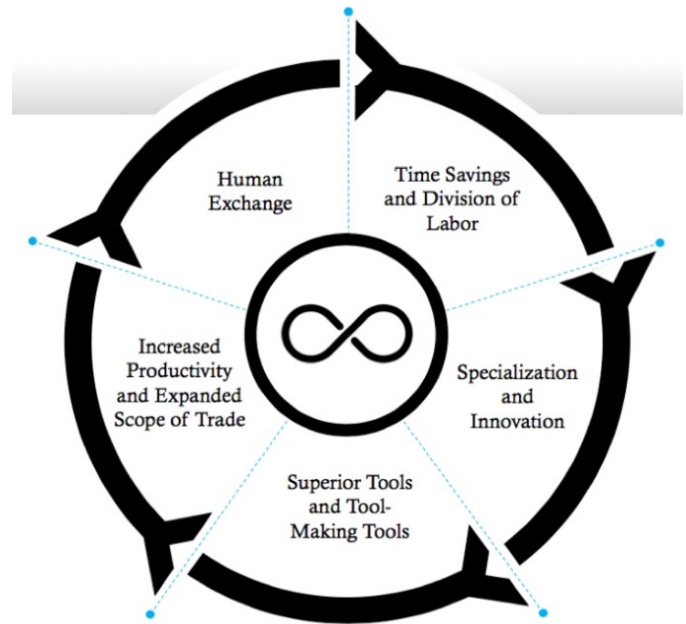 Human
Exchange
Time Savings
and Division of
Labor
Specialization
and
Innovation
Superior Tools
and Tool-
Making Tools
Increased
Productivity
and Expanded
Scope of Trade